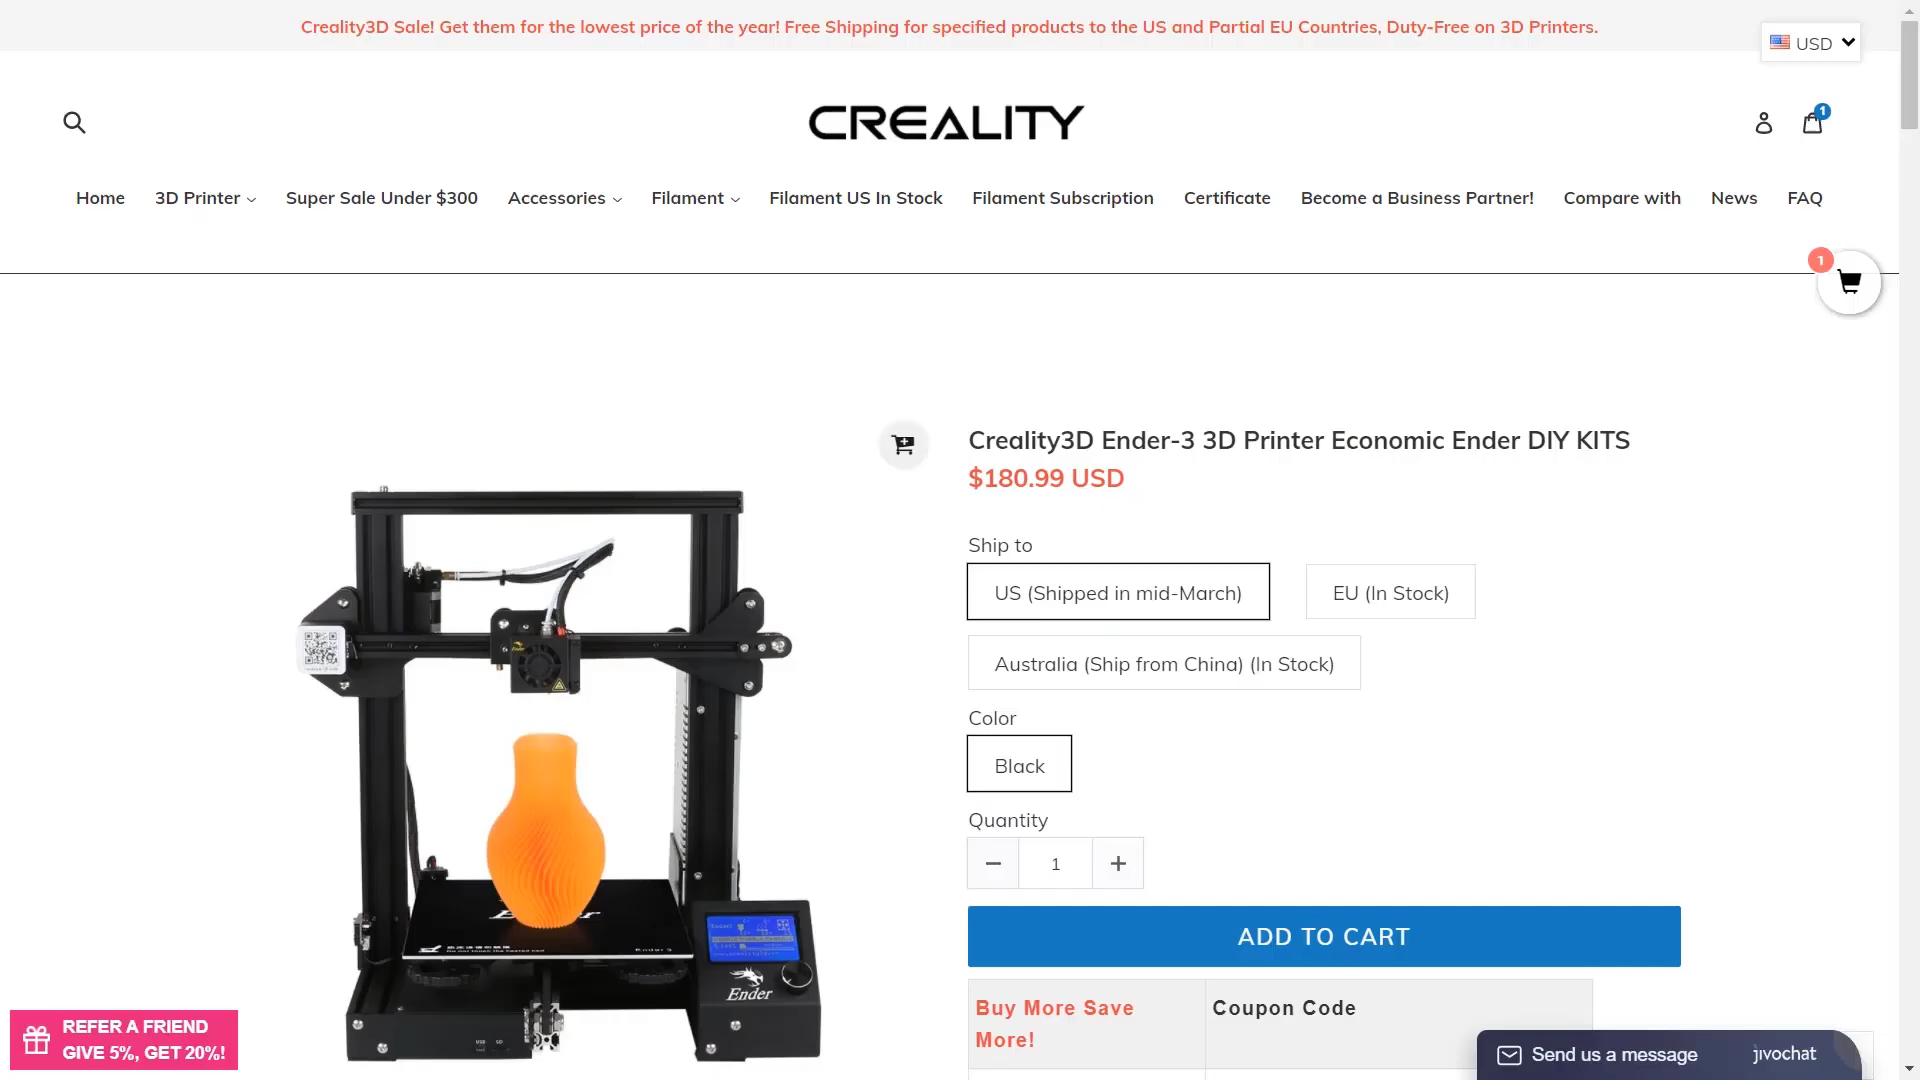 Creality3D Sale! Get them for the lowest price of the year! Free Shipping for specified products to the US and Partial EU Countries, Duty-Free on 3D Printers.
USD
CREALITY
1
Home 3D Printer Super Sale Under $300 Accessories Filament Filament US In Stock Filament Subscription Certificate Become a Business Partner! Compare with News FAQ
1
Creality3D Ender-3 3D Printer Economic Ender DIY KITS
$180.99 USD
Ship to
US (Shipped in mid-March) EU (In Stock)
Australia (Ship from China) (In Stock)
Color
Black
Quantity
− 1 +
ADD TO CART
Buy More Save More!
Coupon Code
Ender
Ender
REFER A FRIEND
GIVE 5%, GET 20%!
Send us a message jivochat